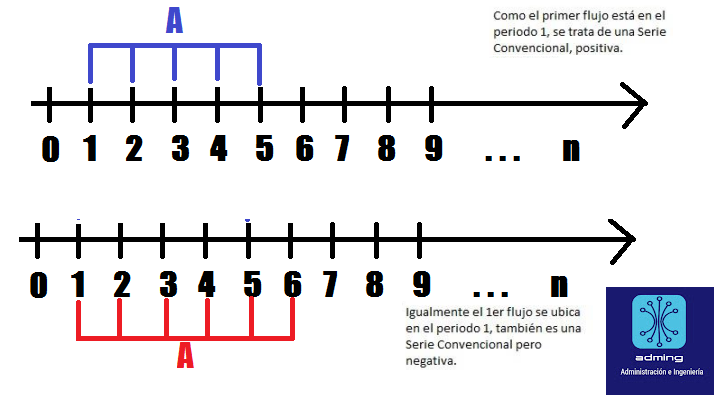 A
Como el primer flujo está en el
periodo 1, se trata de una Serie
Convencional, positiva.
0 1 2 3 4 5 6 7 8 9 ... n
0 1 2 3 4 5 6 7 8 9 ... n
A
Igualmente el 1er flujo se ubica
en el periodo 1, también es una
Serie Convencional pero
negativa.
adming
Administración e Ingeniería